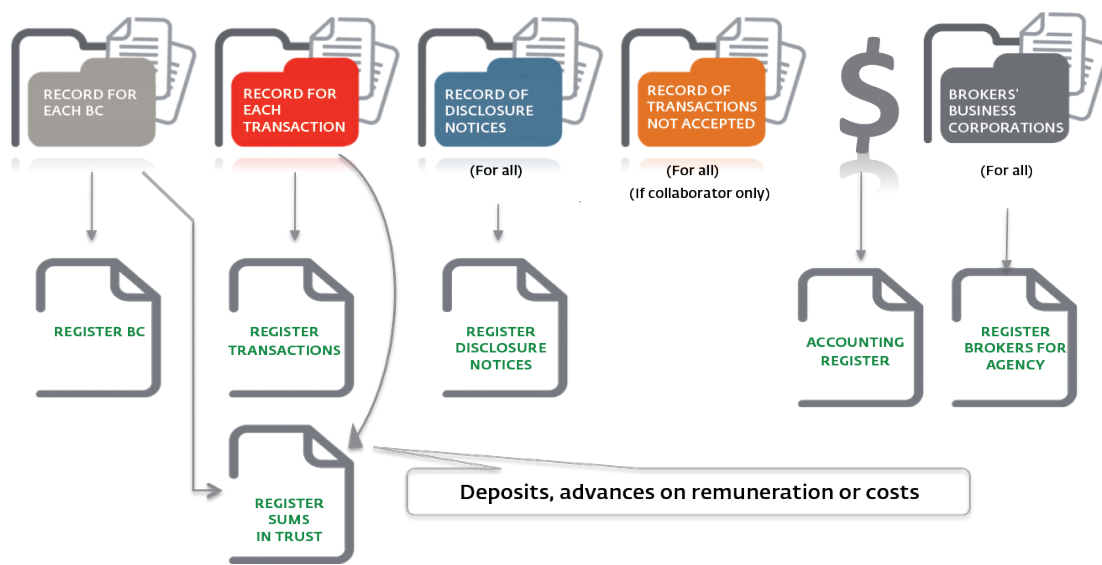 RECORD FOR
EACH BC
RECORD FOR
EACH
TRANSACTION
RECORD OF
DISCLOSURE
NOTICES
RECORD OF
TRANSACTIONS
NOT ACCEPTED
$
BROKERS'
BUSINESS
CORPORATIONS
(For all)
(For all)
(If collaborator only)
(For all)
REGISTER BC
REGISTER
TRANSACTIONS
REGISTER
DISCLOSURE
NOTICES
ACCOUNTING
REGISTER
REGISTER
BROKERS FOR
AGENCY
REGISTER
SUMS
IN TRUST
Deposits, advances on remuneration or costs